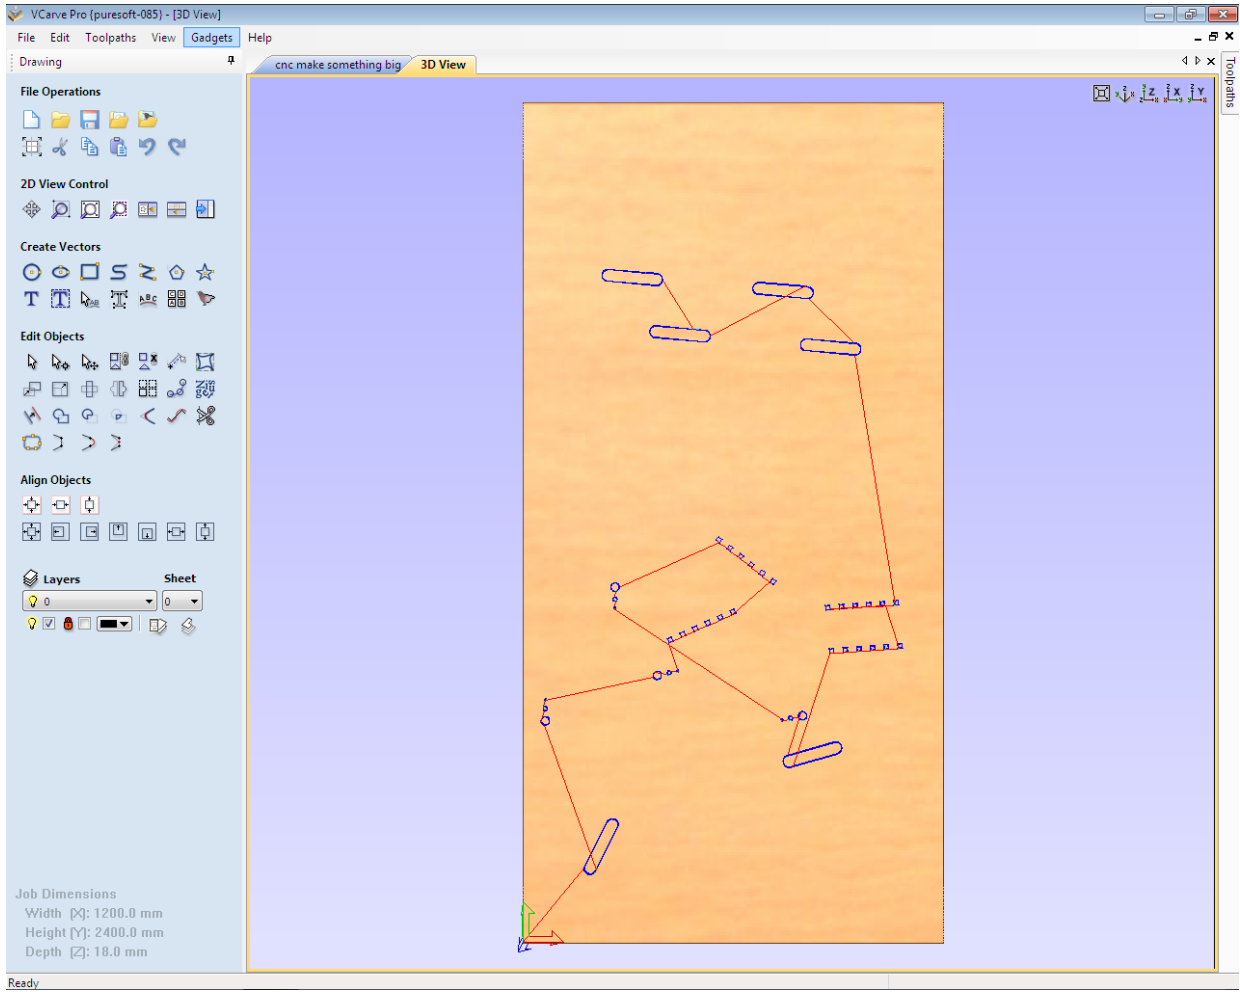 VCarve Pro {puresoft-085} - [3D View]
File Edit Toolpaths View Gadgets Help
Drawing
cnc make something big
3D View
Toolpaths
File Operations
2D View Control
Create Vectors
Edit Objects
Align Objects
Layers Sheet
0 0
Job Dimensions
Width (X): 1200.0 mm
Height (Y): 2400.0 mm
Depth (Z): 18.0 mm
Ready